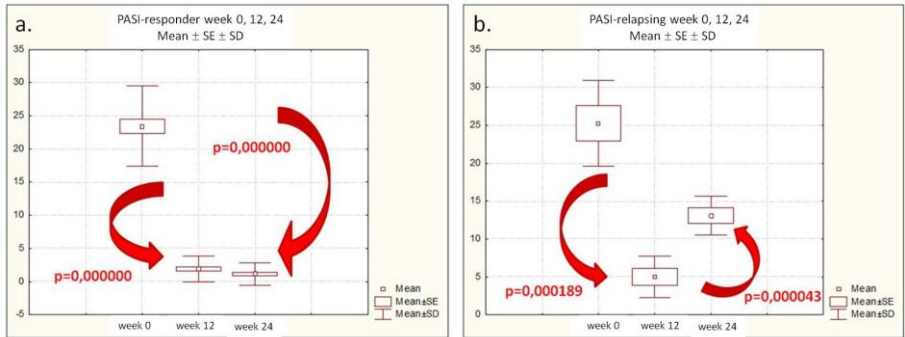 a.
PASI-responder week 0, 12, 24
Mean ± SE ± SD
35
30
25
20
15
10
5
0
-5
p=0,000000
p=0,000000
week 0
week 12
week 24
Mean
Mean±SE
Mean±SD
b.
PASI-relapsing week 0, 12, 24
Mean ± SE ± SD
35
30
25
20
15
10
5
0
p=0,000189
p=0,000043
week 0
week 12
week 24
Mean
Mean±SE
Mean±SD